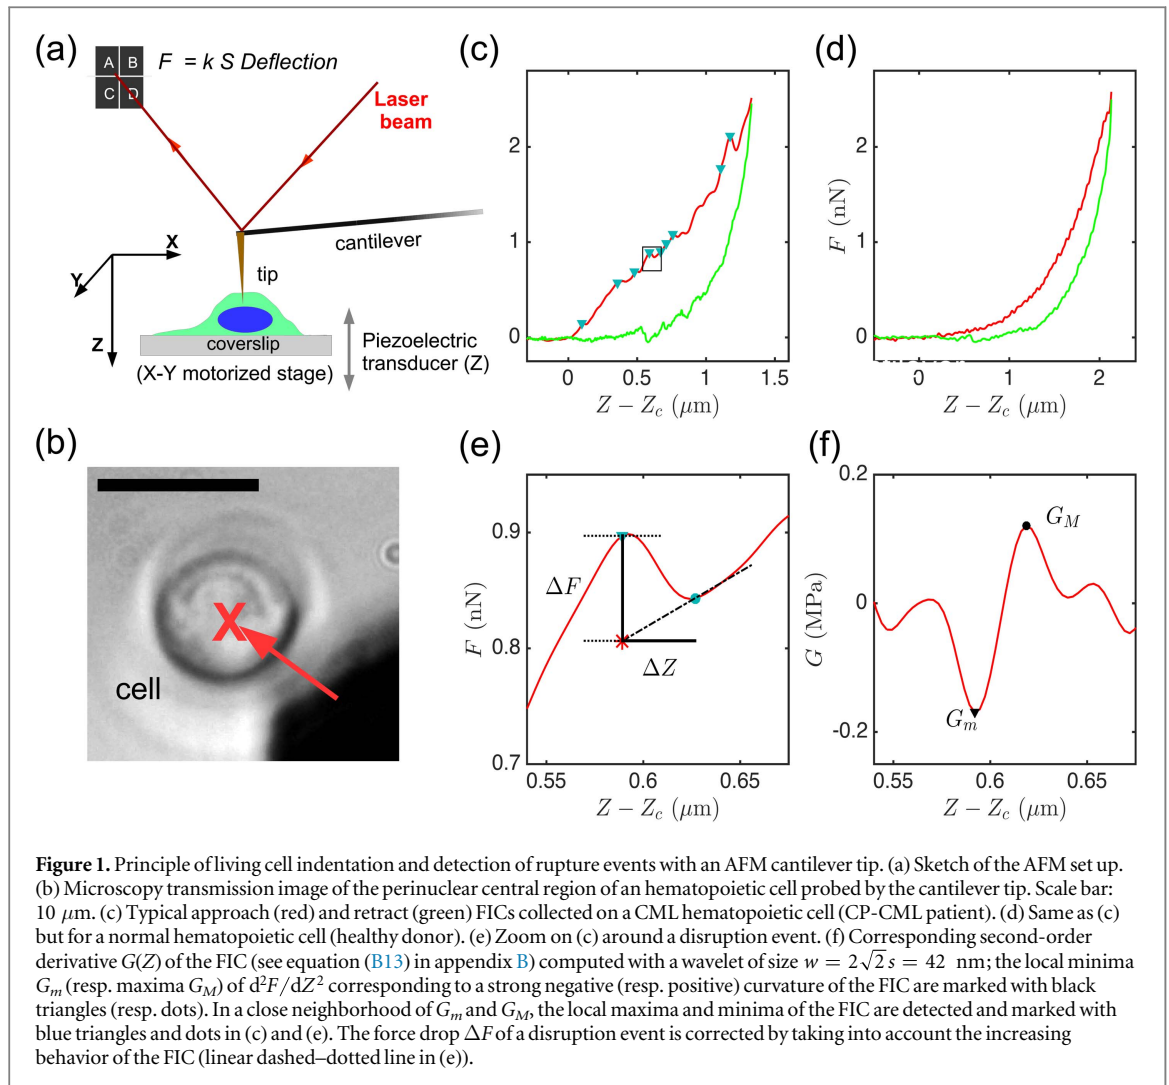 (a)
A B
C D
F = k S Deflection
Laser
beam
cantilever
X
Y
Z
tip
coverslip
(X-Y motorized stage)
Piezoelectric
transducer (Z)
(b)
cell
X
(c)
2
1
0
0 0.5 1 1.5
F (nN)
Z − Z_c (μm)
(d)
2
1
0
0 1 2
F (nN)
Z − Z_c (μm)
(e)
0.9
0.8
0.7
0.55 0.6 0.65
F (nN)
ΔF
ΔZ
Z − Z_c (μm)
(f)
0.2
0
-0.2
0.55 0.6 0.65
G (MPa)
G_M
G_m
Z − Z_c (μm)
Figure 1. Principle of living cell indentation and detection of rupture events with an AFM cantilever tip. (a) Sketch of the AFM set up.
(b) Microscopy transmission image of the perinuclear central region of an hematopoietic cell probed by the cantilever tip. Scale bar:
10 μm. (c) Typical approach (red) and retract (green) FICs collected on a CML hematopoietic cell (CP-CML patient). (d) Same as (c)
but for a normal hematopoietic cell (healthy donor). (e) Zoom on (c) around a disruption event. (f) Corresponding second-order
derivative G(Z) of the FIC (see equation (B13) in appendix B) computed with a wavelet of size w = 2√2 s = 42 nm; the local minima
G_m (resp. maxima G_M) of d²F/dZ² corresponding to a strong negative (resp. positive) curvature of the FIC are marked with black
triangles (resp. dots). In a close neighborhood of G_m and G_M, the local maxima and minima of the FIC are detected and marked with
blue triangles and dots in (c) and (e). The force drop ΔF of a disruption event is corrected by taking into account the increasing
behavior of the FIC (linear dashed–dotted line in (e)).